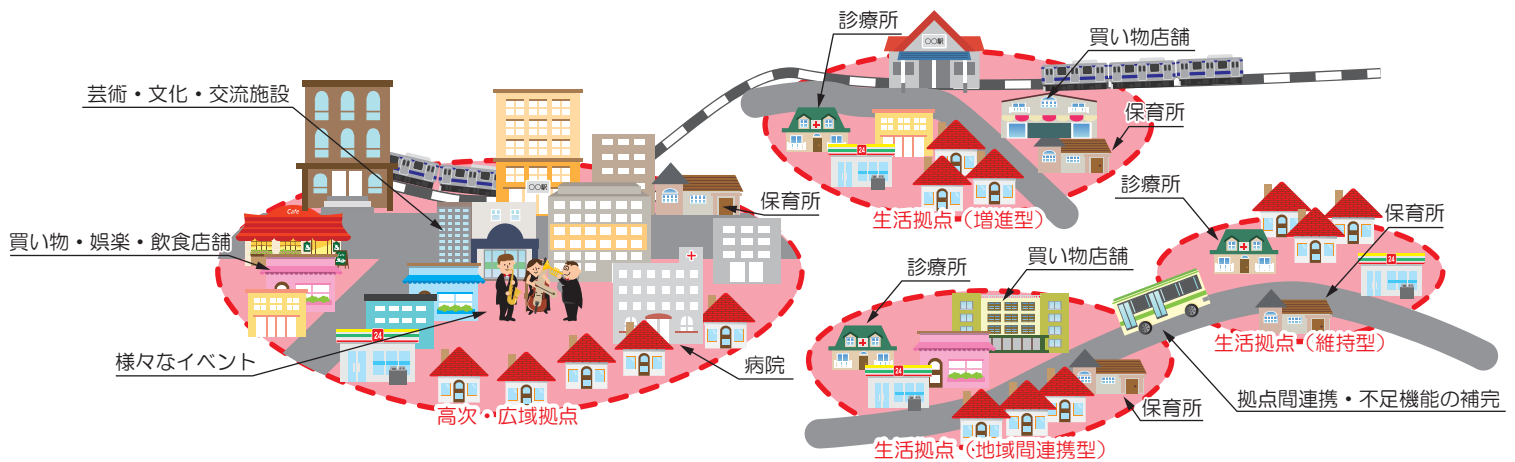 芸術・文化・交流施設
買い物・娯楽・飲食店舗
様々なイベント
Cafe
○○駅
24
保育所
病院
高次・広域拠点
診療所
○○駅
買い物店舗
保育所
24
生活拠点（増進型）
診療所
買い物店舗
24
保育所
生活拠点（地域間連携型）
診療所
保育所
24
生活拠点（維持型）
拠点間連携・不足機能の補完